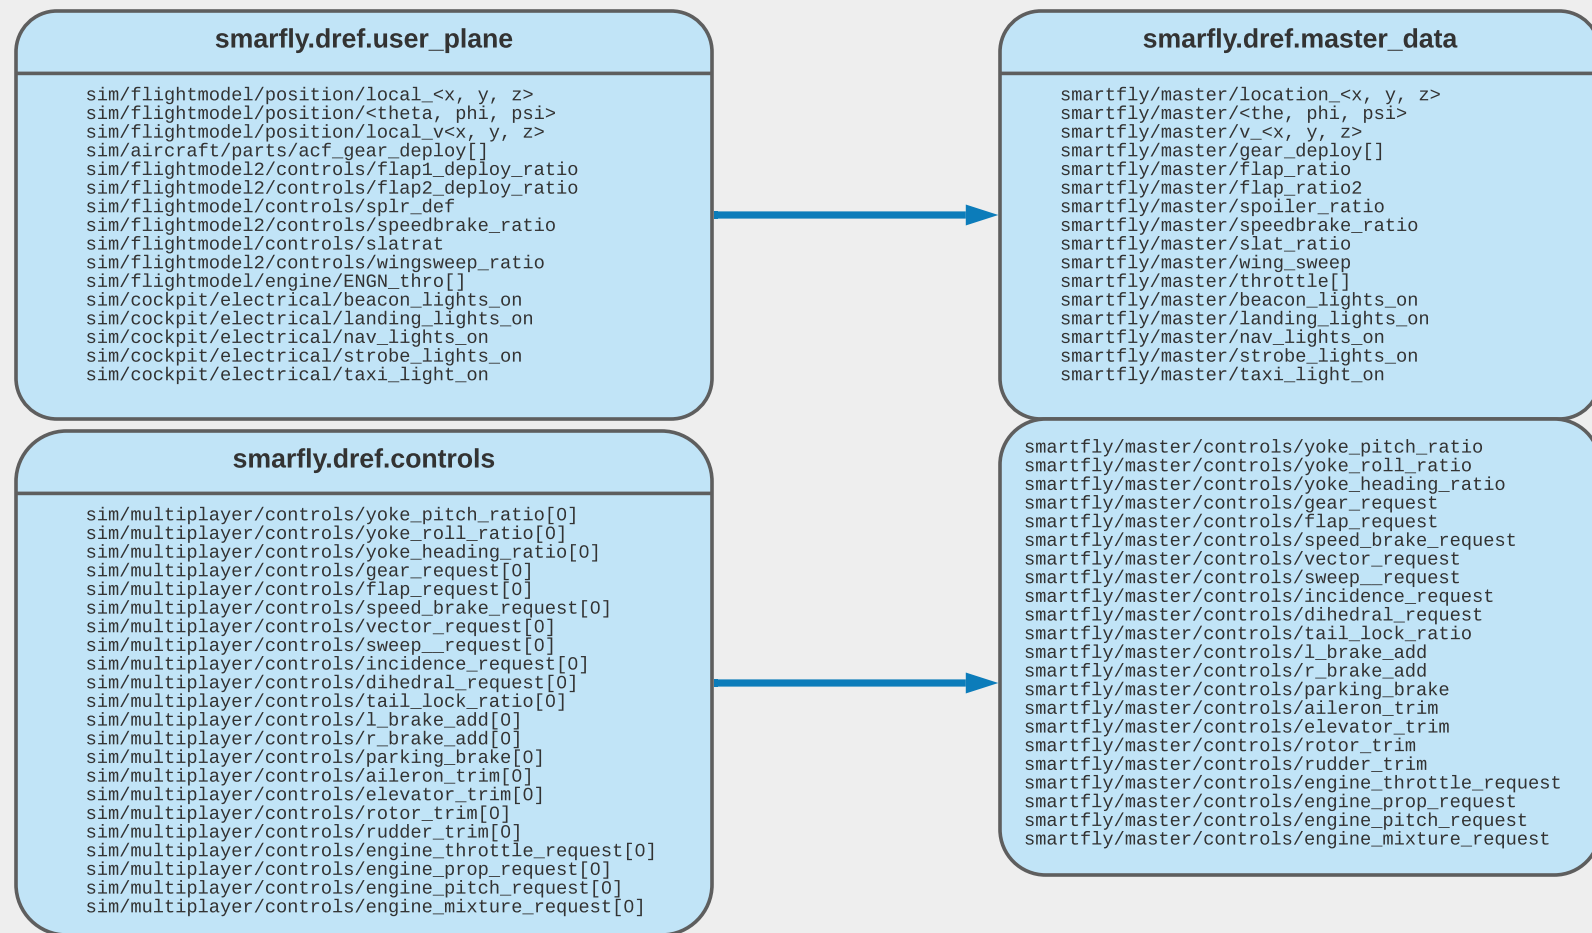 smarfly.dref.user_plane
sim/flightmodel/position/local_<x, y, z>
sim/flightmodel/position/<theta, phi, psi>
sim/flightmodel/position/local_v<x, y, z>
sim/aircraft/parts/acf_gear_deploy[]
sim/flightmodel2/controls/flap1_deploy_ratio
sim/flightmodel2/controls/flap2_deploy_ratio
sim/flightmodel/controls/splr_def
sim/flightmodel2/controls/speedbrake_ratio
sim/flightmodel/controls/slatrat
sim/flightmodel2/controls/wingsweep_ratio
sim/flightmodel/engine/ENGN_thro[]
sim/cockpit/electrical/beacon_lights_on
sim/cockpit/electrical/landing_lights_on
sim/cockpit/electrical/nav_lights_on
sim/cockpit/electrical/strobe_lights_on
sim/cockpit/electrical/taxi_light_on
smarfly.dref.master_data
smartfly/master/location_<x, y, z>
smartfly/master/<the, phi, psi>
smartfly/master/v_<x, y, z>
smartfly/master/gear_deploy[]
smartfly/master/flap_ratio
smartfly/master/flap_ratio2
smartfly/master/spoiler_ratio
smartfly/master/speedbrake_ratio
smartfly/master/slat_ratio
smartfly/master/wing_sweep
smartfly/master/throttle[]
smartfly/master/beacon_lights_on
smartfly/master/landing_lights_on
smartfly/master/nav_lights_on
smartfly/master/strobe_lights_on
smartfly/master/taxi_light_on
smarfly.dref.controls
sim/multiplayer/controls/yoke_pitch_ratio[0]
sim/multiplayer/controls/yoke_roll_ratio[0]
sim/multiplayer/controls/yoke_heading_ratio[0]
sim/multiplayer/controls/gear_request[0]
sim/multiplayer/controls/flap_request[0]
sim/multiplayer/controls/speed_brake_request[0]
sim/multiplayer/controls/vector_request[0]
sim/multiplayer/controls/sweep__request[0]
sim/multiplayer/controls/incidence_request[0]
sim/multiplayer/controls/dihedral_request[0]
sim/multiplayer/controls/tail_lock_ratio[0]
sim/multiplayer/controls/l_brake_add[0]
sim/multiplayer/controls/r_brake_add[0]
sim/multiplayer/controls/parking_brake[0]
sim/multiplayer/controls/aileron_trim[0]
sim/multiplayer/controls/elevator_trim[0]
sim/multiplayer/controls/rotor_trim[0]
sim/multiplayer/controls/rudder_trim[0]
sim/multiplayer/controls/engine_throttle_request[0]
sim/multiplayer/controls/engine_prop_request[0]
sim/multiplayer/controls/engine_pitch_request[0]
sim/multiplayer/controls/engine_mixture_request[0]
smartfly/master/controls/yoke_pitch_ratio
smartfly/master/controls/yoke_roll_ratio
smartfly/master/controls/yoke_heading_ratio
smartfly/master/controls/gear_request
smartfly/master/controls/flap_request
smartfly/master/controls/speed_brake_request
smartfly/master/controls/vector_request
smartfly/master/controls/sweep__request
smartfly/master/controls/incidence_request
smartfly/master/controls/dihedral_request
smartfly/master/controls/tail_lock_ratio
smartfly/master/controls/l_brake_add
smartfly/master/controls/r_brake_add
smartfly/master/controls/parking_brake
smartfly/master/controls/aileron_trim
smartfly/master/controls/elevator_trim
smartfly/master/controls/rotor_trim
smartfly/master/controls/rudder_trim
smartfly/master/controls/engine_throttle_request
smartfly/master/controls/engine_prop_request
smartfly/master/controls/engine_pitch_request
smartfly/master/controls/engine_mixture_request